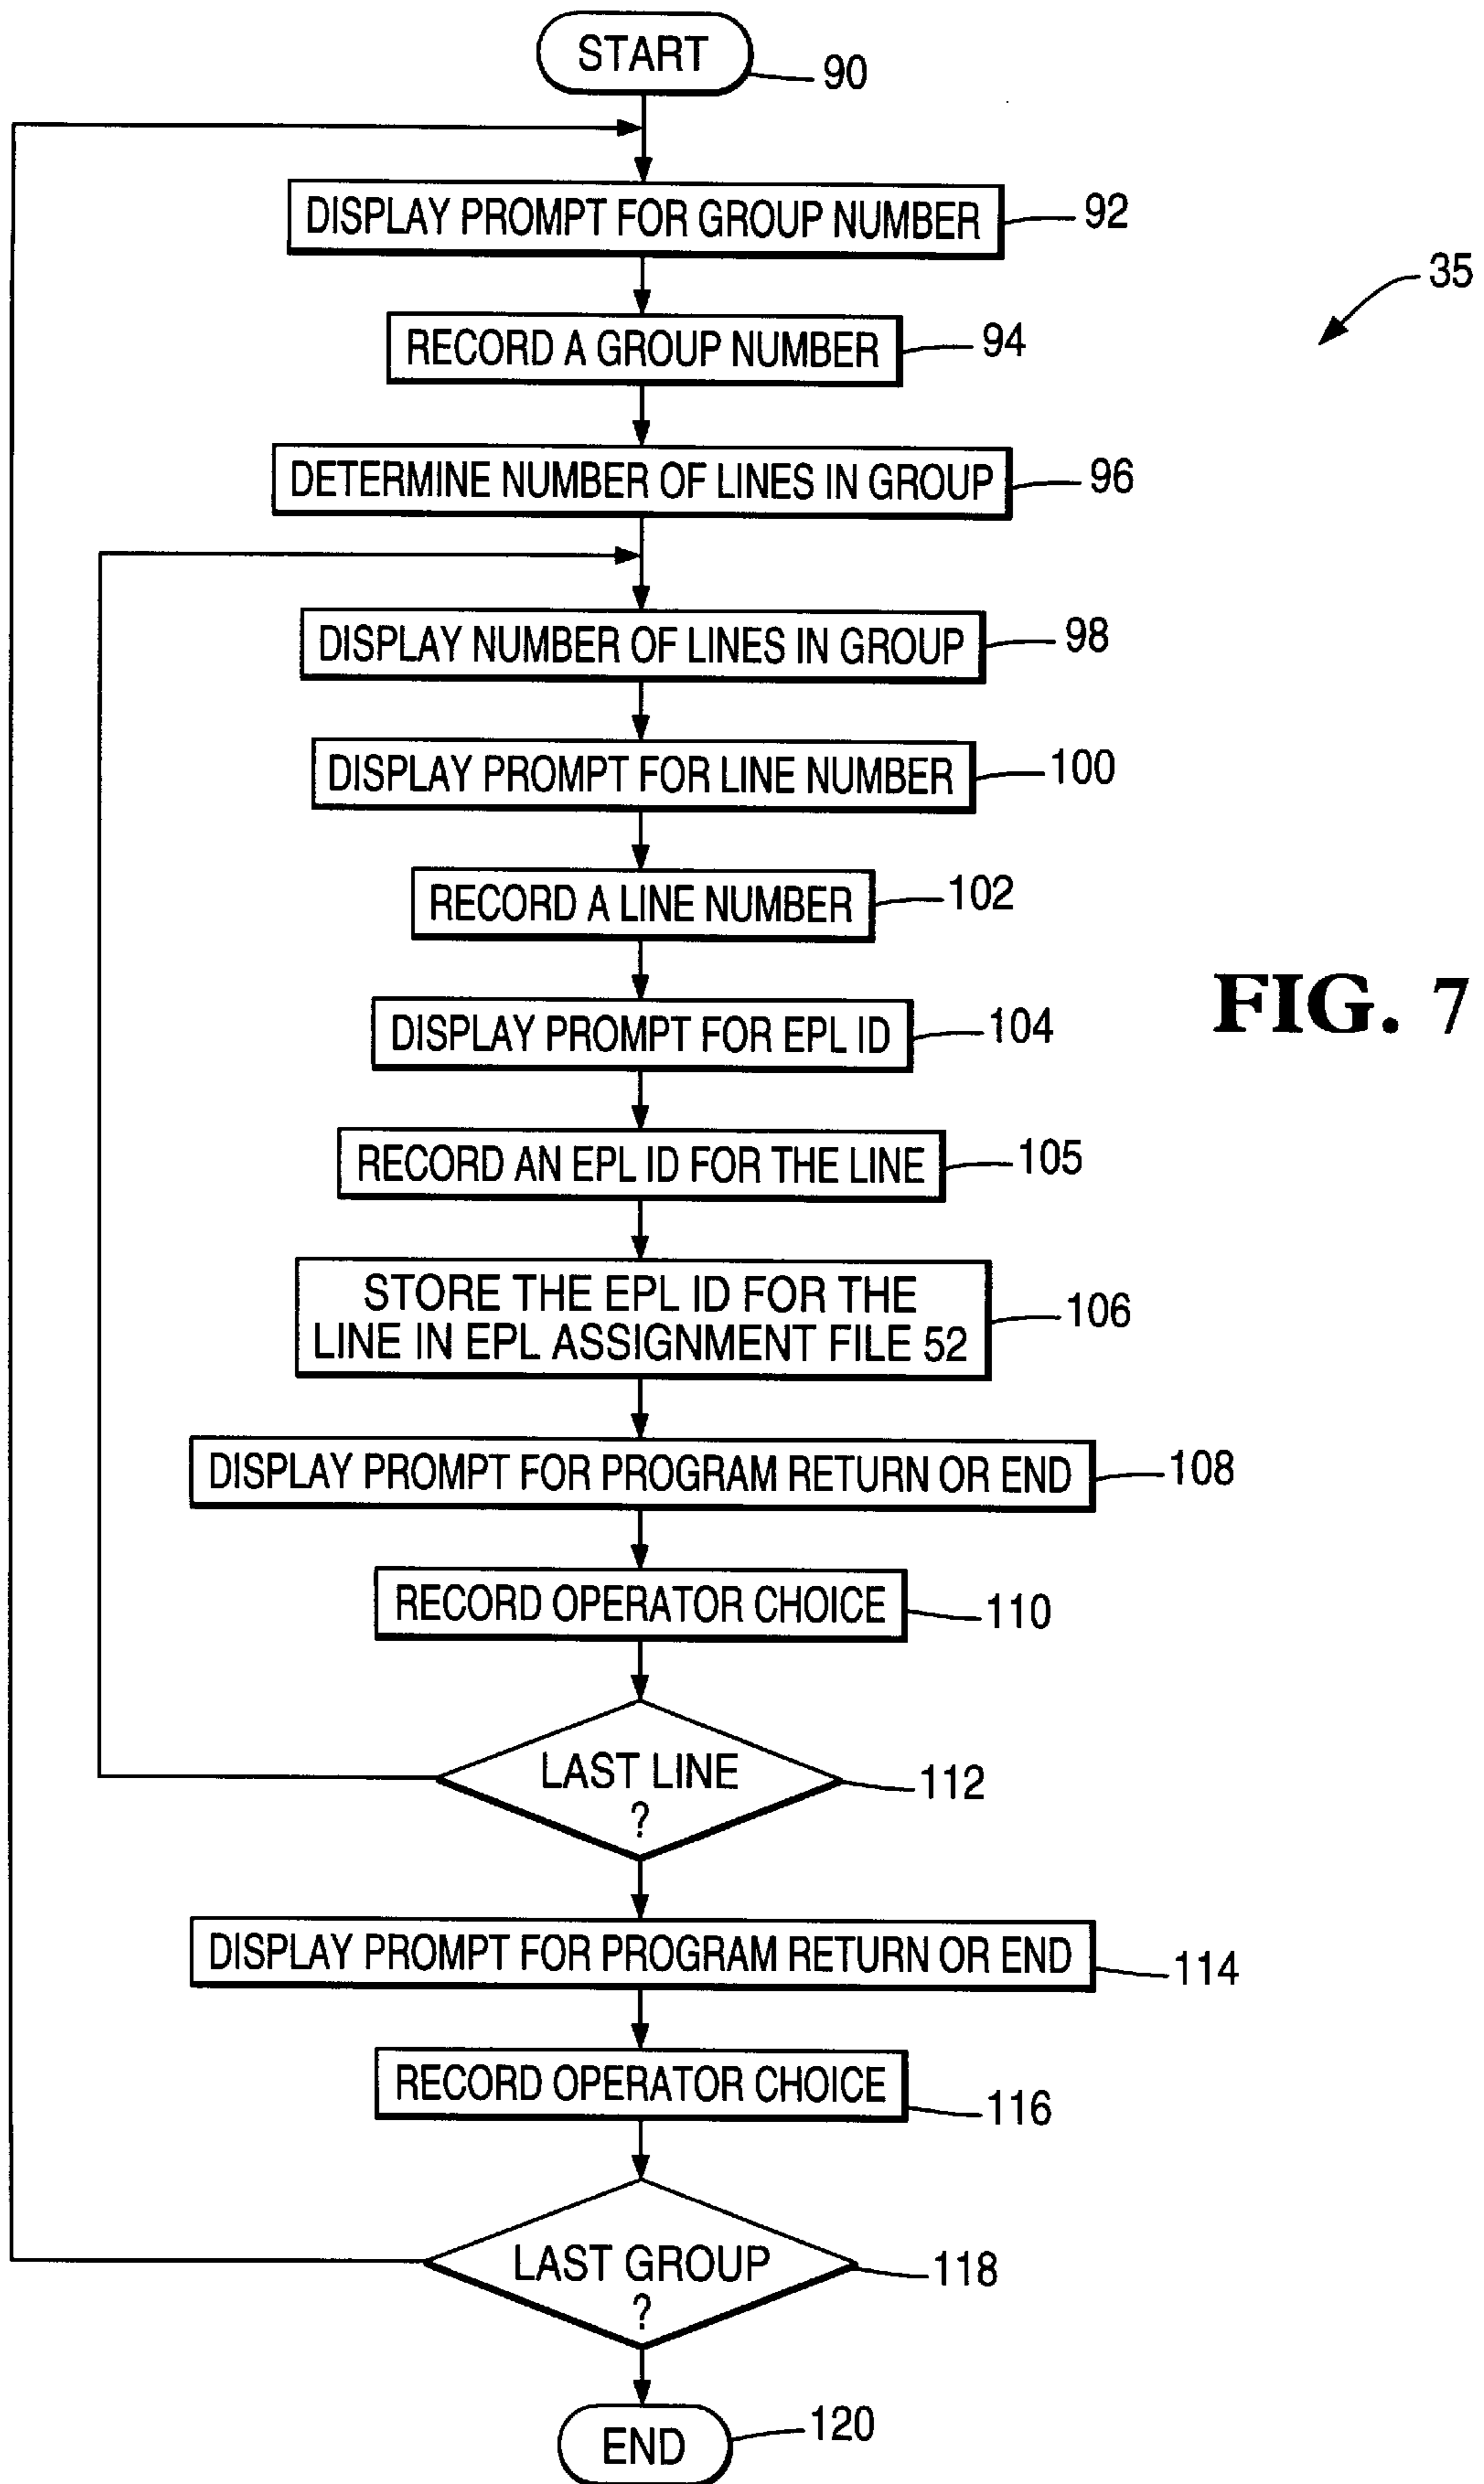 START
90
DISPLAY PROMPT FOR GROUP NUMBER
92
35
RECORD A GROUP NUMBER
94
DETERMINE NUMBER OF LINES IN GROUP
96
DISPLAY NUMBER OF LINES IN GROUP
98
DISPLAY PROMPT FOR LINE NUMBER
100
RECORD A LINE NUMBER
102
FIG. 7
DISPLAY PROMPT FOR EPL ID
104
RECORD AN EPL ID FOR THE LINE
105
STORE THE EPL ID FOR THE
LINE IN EPL ASSIGNMENT FILE 52
106
DISPLAY PROMPT FOR PROGRAM RETURN OR END
108
RECORD OPERATOR CHOICE
110
LAST LINE
?
112
DISPLAY PROMPT FOR PROGRAM RETURN OR END
114
RECORD OPERATOR CHOICE
116
LAST GROUP
?
118
END
120